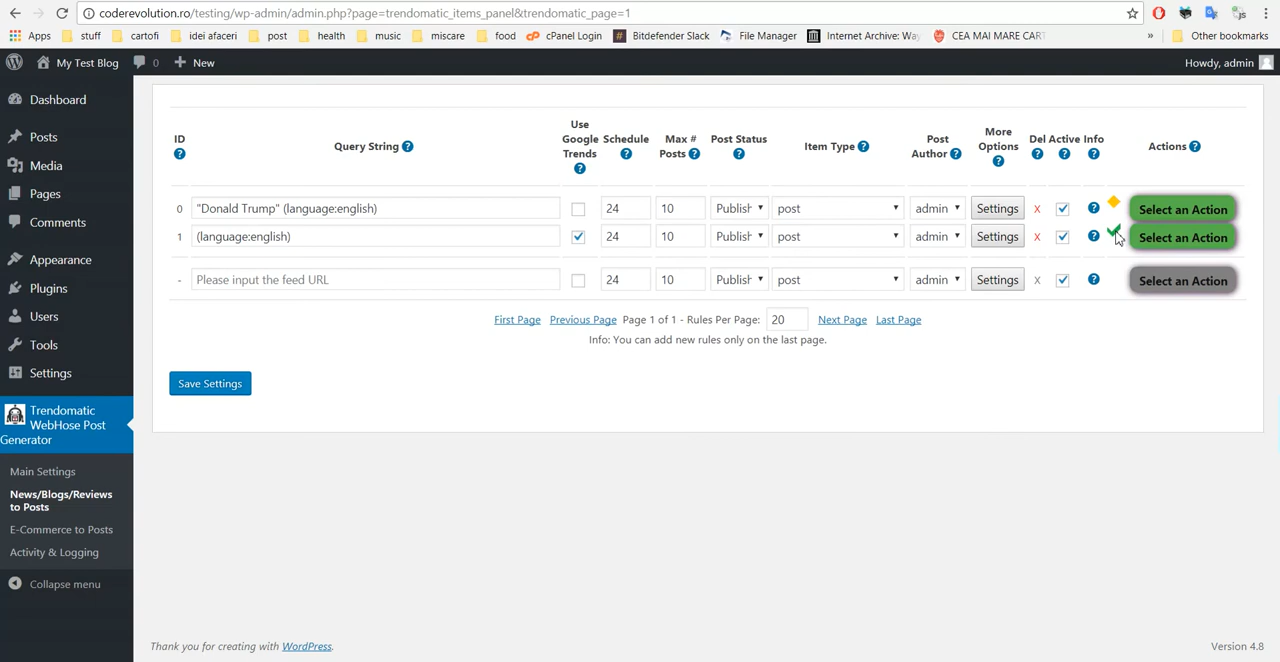 coderevolution.ro/testing/wp-admin/admin.php?page=trendomatic_items_panel&trendomatic_page=1
Apps stuff cartofi idei afaceri post health music miscare food cPanel Login Bitdefender Slack File Manager Internet Archive: Way CEA MAI MARE CART » Other bookmarks
My Test Blog 0 New Howdy, admin
Dashboard
Posts
Media
Pages
Comments
Appearance
Plugins
Users
Tools
Settings
Trendomatic
WebHose Post
Generator
Main Settings
News/Blogs/Reviews
to Posts
E-Commerce to Posts
Activity & Logging
Collapse menu
ID
Query String
Use
Google
Trends
Schedule
Max #
Posts
Post Status
Item Type
Post
Author
More
Options
Del Active Info
Actions
0 "Donald Trump" (language:english) 24 10 Publish post admin Settings X Select an Action
1 (language:english) 24 10 Publish post admin Settings X Select an Action
- Please input the feed URL 24 10 Publish post admin Settings X Select an Action
First Page Previous Page Page 1 of 1 - Rules Per Page: 20 Next Page Last Page
Info: You can add new rules only on the last page.
Save Settings
Thank you for creating with WordPress. Version 4.8